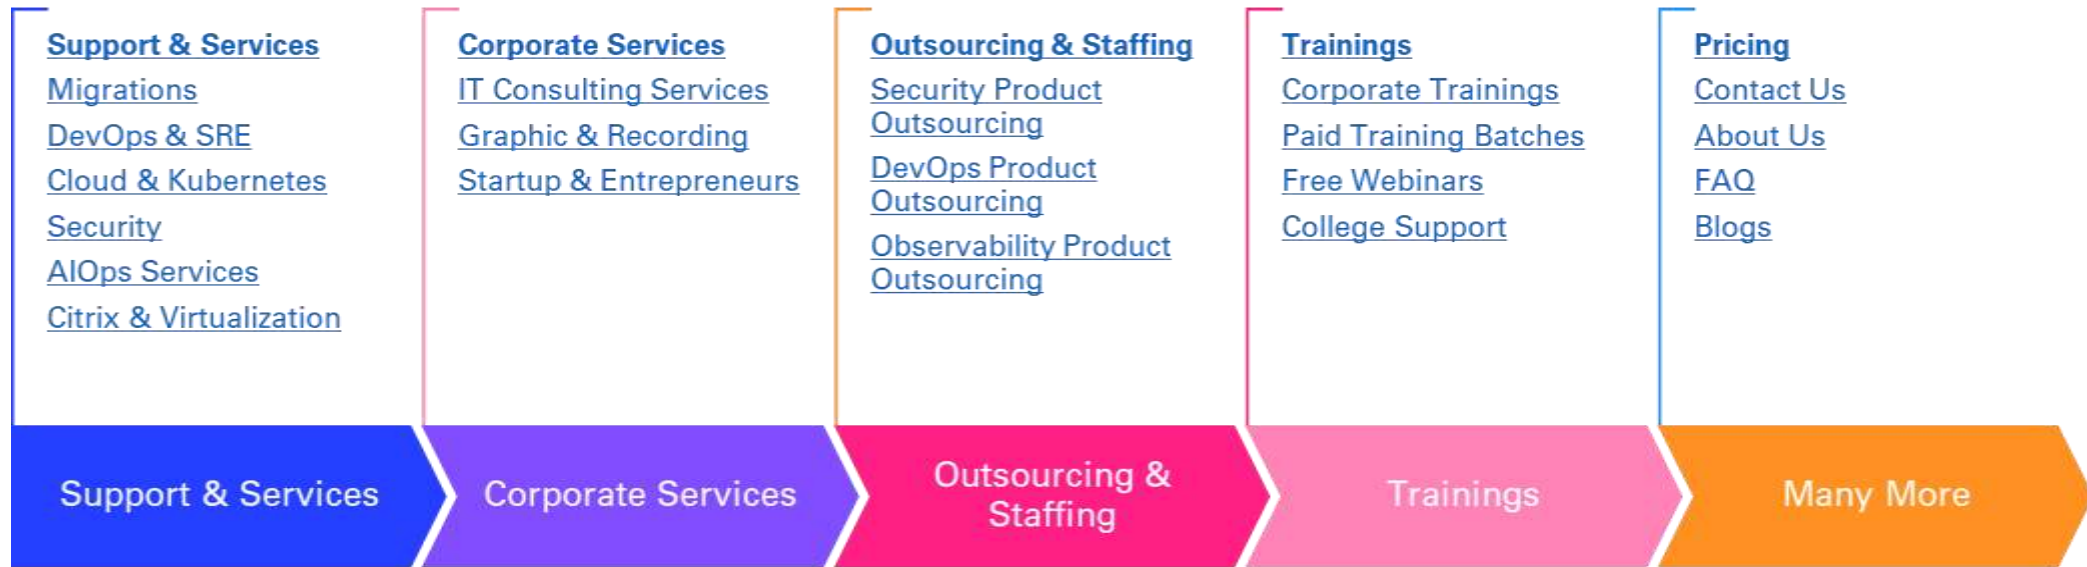 Support & Services
Migrations
DevOps & SRE
Cloud & Kubernetes
Security
AIOps Services
Citrix & Virtualization
Corporate Services
IT Consulting Services
Graphic & Recording
Startup & Entrepreneurs
Outsourcing & Staffing
Security Product
Outsourcing
DevOps Product
Outsourcing
Observability Product
Outsourcing
Trainings
Corporate Trainings
Paid Training Batches
Free Webinars
College Support
Pricing
Contact Us
About Us
FAQ
Blogs
Support & Services
Corporate Services
Outsourcing &
Staffing
Trainings
Many More